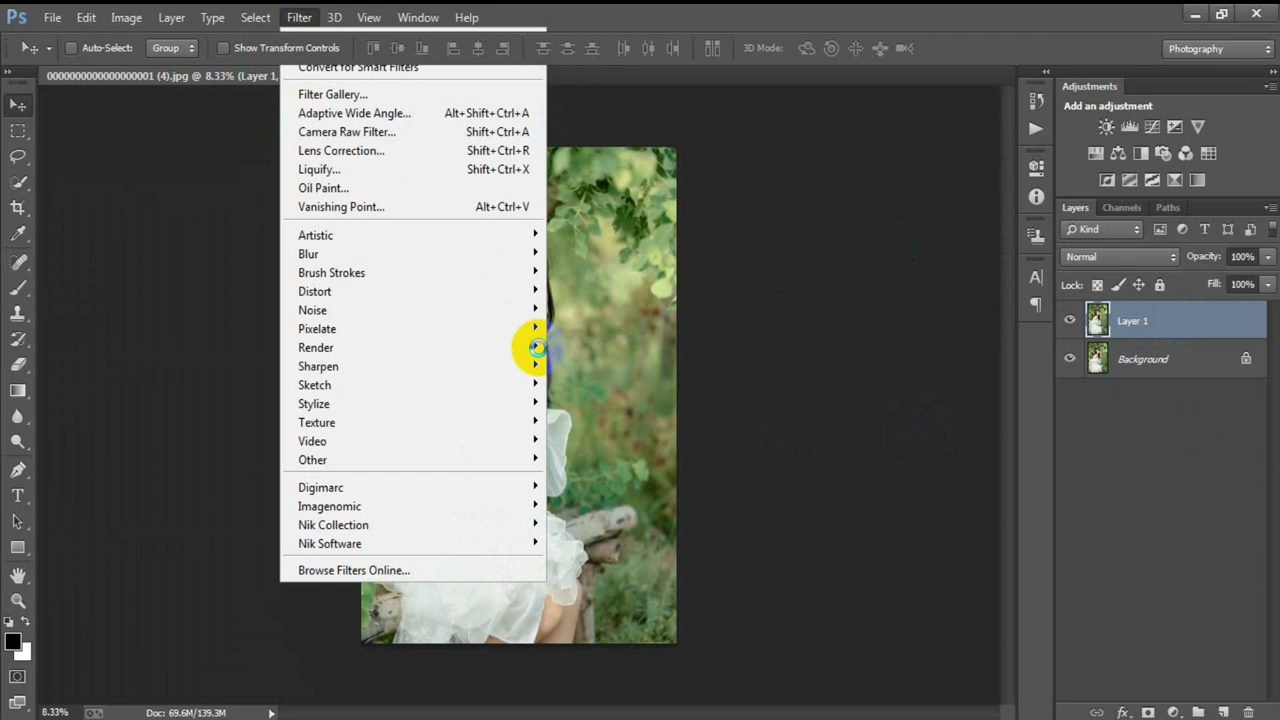 Ps File Edit Image Layer Type Select Filter 3D View Window Help
Auto-Select: Group Show Transform Controls 3D Mode: Photography
000000000000000001 (4).jpg @ 8.33% (Layer 1,
Convert for Smart Filters
Filter Gallery...
Adaptive Wide Angle... Alt+Shift+Ctrl+A
Camera Raw Filter... Shift+Ctrl+A
Lens Correction... Shift+Ctrl+R
Liquify... Shift+Ctrl+X
Oil Paint...
Vanishing Point... Alt+Ctrl+V
Artistic
Blur
Brush Strokes
Distort
Noise
Pixelate
Render
Sharpen
Sketch
Stylize
Texture
Video
Other
Digimarc
Imagenomic
Nik Collection
Nik Software
Browse Filters Online...
Adjustments
Add an adjustment
Layers Channels Paths
Kind
Normal Opacity: 100%
Lock: Fill: 100%
Layer 1
Background
8.33% Doc: 69.6M/139.3M